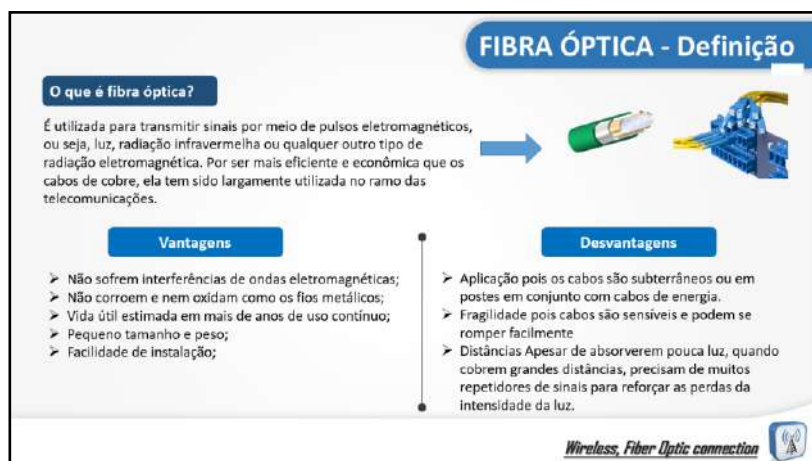 FIBRA ÓPTICA - Definição
O que é fibra óptica?
É utilizada para transmitir sinais por meio de pulsos eletromagnéticos,
ou seja, luz, radiação infravermelha ou qualquer outro tipo de
radiação eletromagnética. Por ser mais eficiente e econômica que os
cabos de cobre, ela tem sido largamente utilizada no ramo das
telecomunicações.
Vantagens
➤ Não sofrem interferências de ondas eletromagnéticas;
➤ Não corroem e nem oxidam como os fios metálicos;
➤ Vida útil estimada em mais de anos de uso contínuo;
➤ Pequeno tamanho e peso;
➤ Facilidade de instalação;
Desvantagens
➤ Aplicação pois os cabos são subterrâneos ou em
postes em conjunto com cabos de energia.
➤ Fragilidade pois cabos são sensíveis e podem se
romper facilmente
➤ Distâncias Apesar de absorverem pouca luz, quando
cobrem grandes distâncias, precisam de muitos
repetidores de sinais para reforçar as perdas da
intensidade da luz.
Wireless, Fiber Optic connection